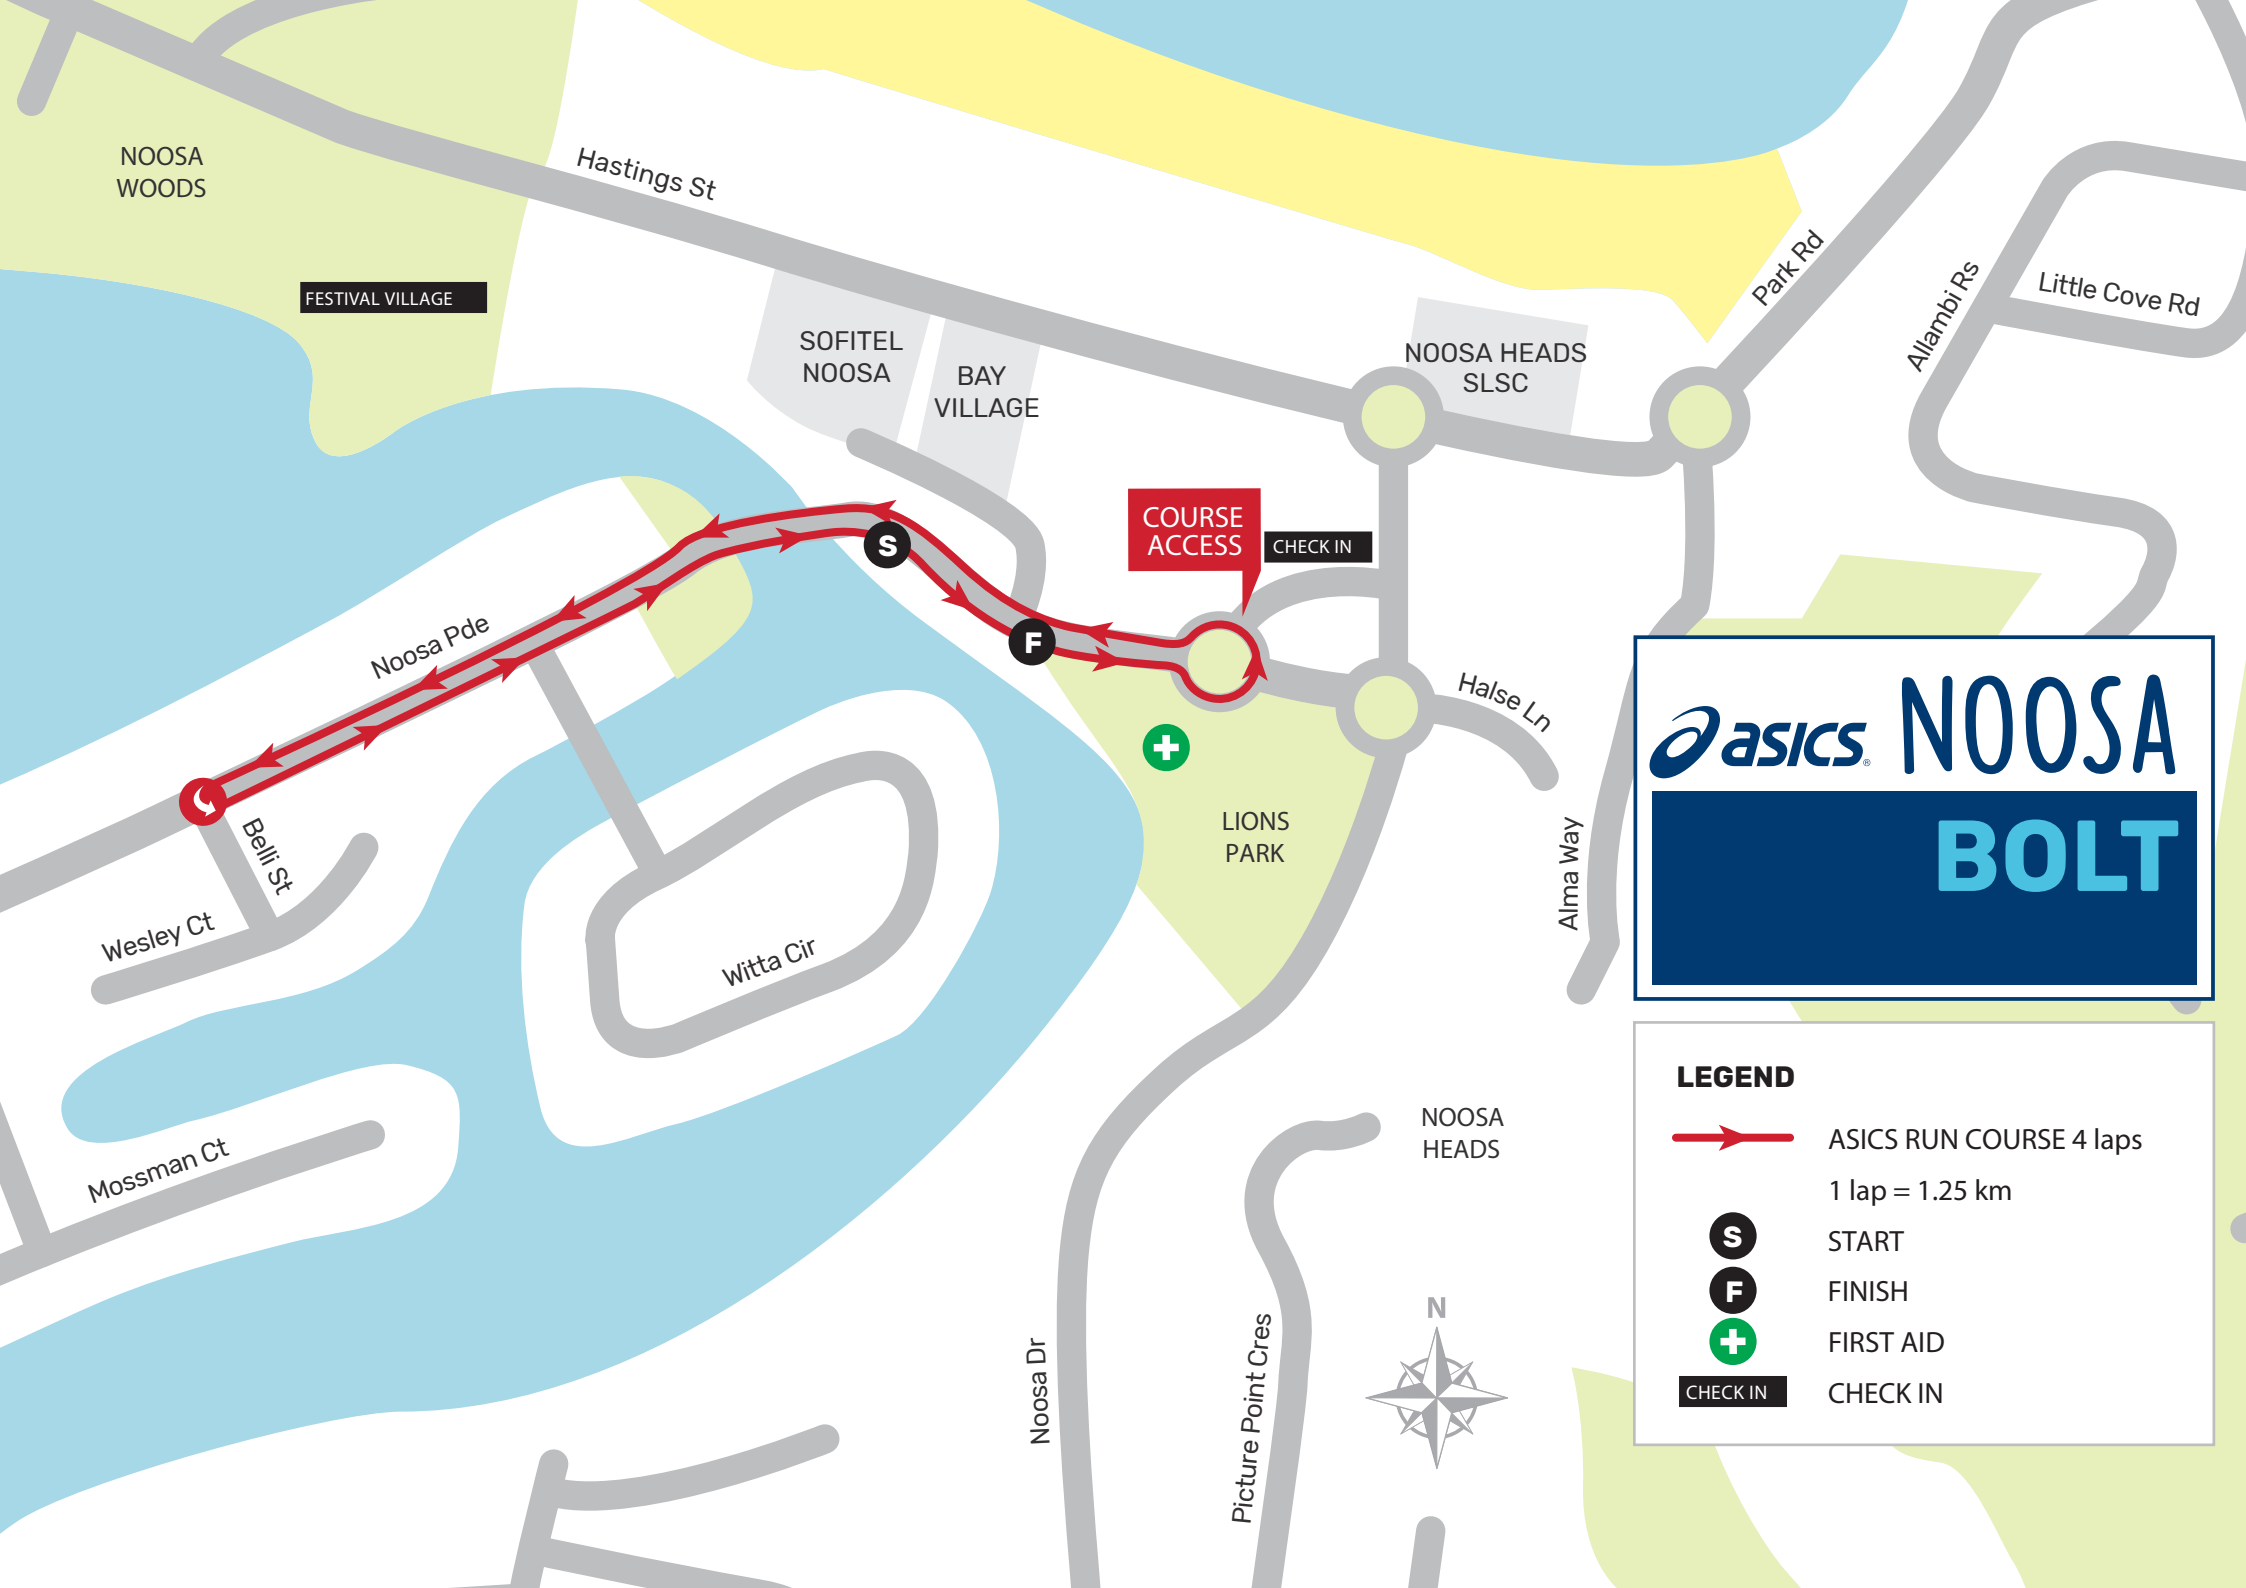 NOOSA
WOODS
Hastings St
FESTIVAL VILLAGE
SOFITEL
NOOSA
BAY
VILLAGE
NOOSA HEADS
SLSC
Park Rd
Allambi Rs
Little Cove Rd
COURSE
ACCESS
CHECK IN
S
F
Noosa Pde
Halse Ln
LIONS
PARK
Belli St
Wesley Ct
Witta Cir
Mossman Ct
Alma Way
asics® NOOSA
BOLT
NOOSA
HEADS
Noosa Dr
Picture Point Cres
N
LEGEND
ASICS RUN COURSE 4 laps
1 lap = 1.25 km
S START
F FINISH
FIRST AID
CHECK IN CHECK IN